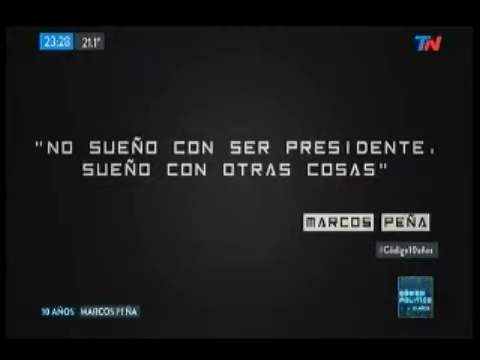 23:28 21.1°
TN
"NO SUEÑO CON SER PRESIDENTE.
SUEÑO CON OTRAS COSAS"
MARCOS PEÑA
#Código10años
CÓDIGO
POLÍTICO
10 AÑOS MARCOS PEÑA